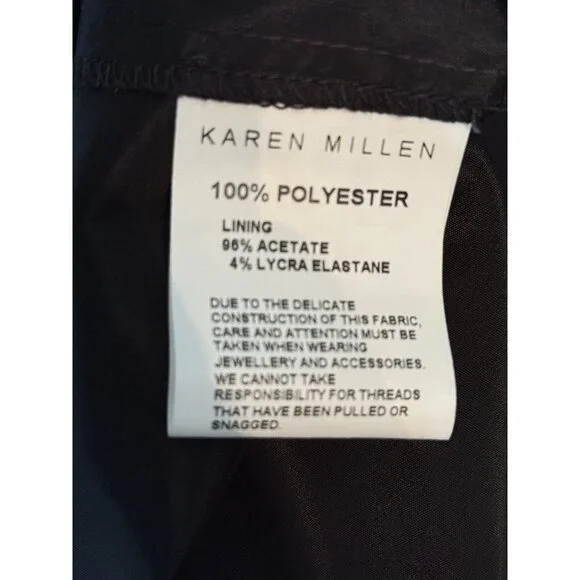 KAREN MILLEN
100% POLYESTER
LINING
96% ACETATE
4% LYCRA ELASTANE
DUE TO THE DELICATE
CONSTRUCTION OF THIS FABRIC,
CARE AND ATTENTION MUST BE
TAKEN WHEN WEARING
JEWELLERY AND ACCESSORIES.
WE CANNOT TAKE
RESPONSIBILITY FOR THREADS
THAT HAVE BEEN PULLED OR
SNAGGED.